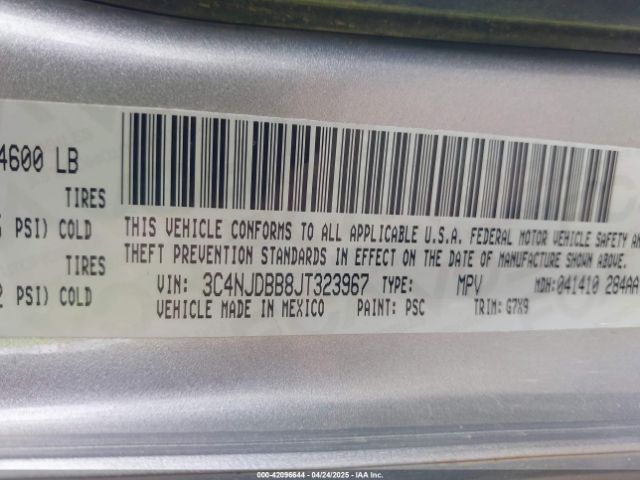 4600 LB
TIRES
PSI) COLD
TIRES
PSI) COLD
THIS VEHICLE CONFORMS TO ALL APPLICABLE U.S.A. FEDERAL MOTOR VEHICLE SAFETY AN
THEFT PREVENTION STANDARDS IN EFFECT ON THE DATE OF MANUFACTURE SHOWN ABOVE.
VIN: 3C4NJDBB8JT323967 TYPE: MPV MDH: 041410 284AA
VEHICLE MADE IN MEXICO PAINT: PSC TRIM: G7X9
000-42096644 / 04/24/2025 - IAA Inc.